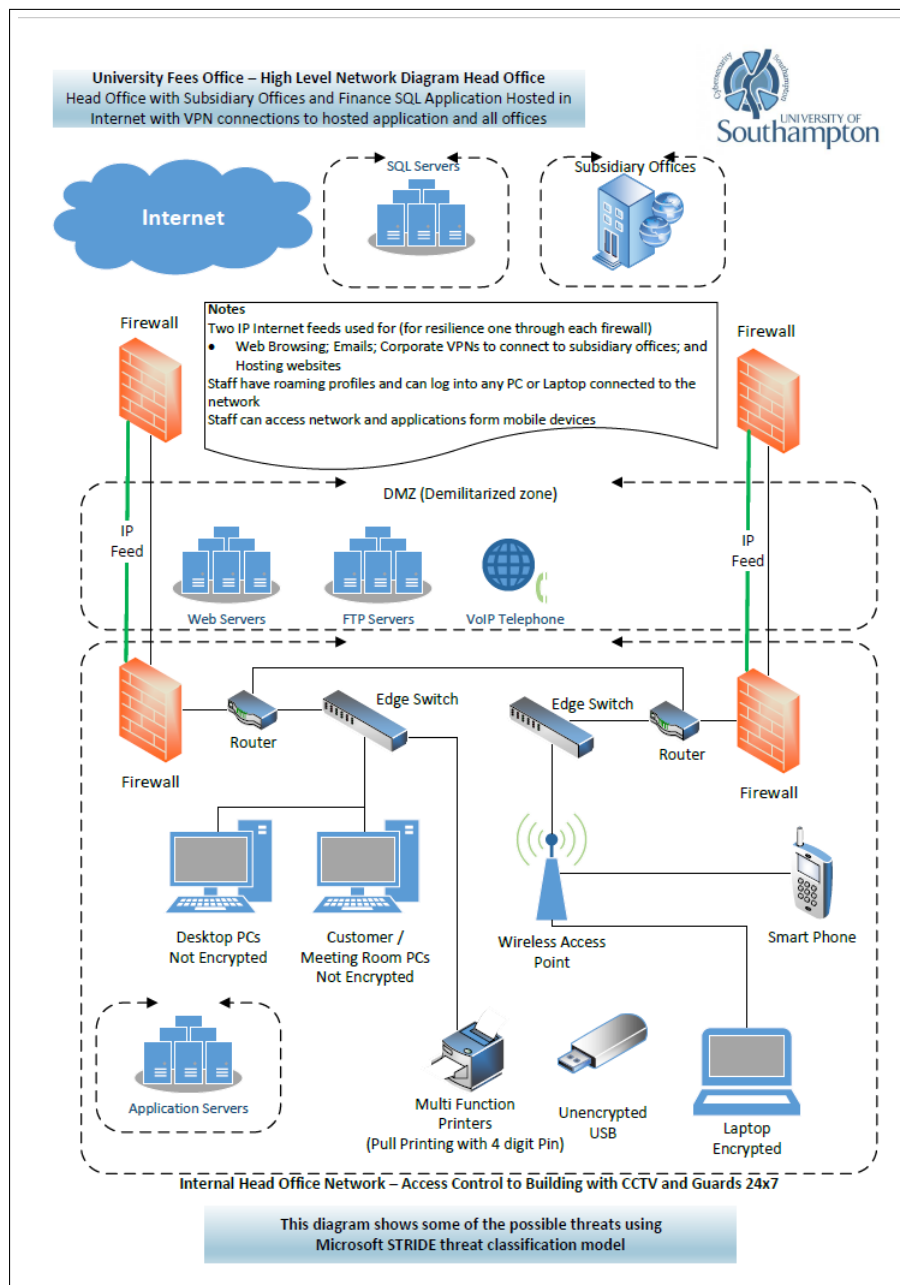 University Fees Office – High Level Network Diagram Head Office
Head Office with Subsidiary Offices and Finance SQL Application Hosted in
Internet with VPN connections to hosted application and all offices
Cybersecurity
Southampton
UNIVERSITY OF
Southampton
Internet
SQL Servers
Subsidiary Offices
Firewall
Notes
Two IP Internet feeds used for (for resilience one through each firewall)
• Web Browsing; Emails; Corporate VPNs to connect to subsidiary offices; and
Hosting websites
Staff have roaming profiles and can log into any PC or Laptop connected to the
network
Staff can access network and applications form mobile devices
Firewall
DMZ (Demilitarized zone)
IP
Feed
IP
Feed
Web Servers
FTP Servers
VoIP Telephone
Edge Switch
Edge Switch
Router
Router
Firewall
Firewall
Desktop PCs
Not Encrypted
Customer /
Meeting Room PCs
Not Encrypted
Wireless Access
Point
Smart Phone
Application Servers
Multi Function
Printers
(Pull Printing with 4 digit Pin)
Unencrypted
USB
Laptop
Encrypted
Internal Head Office Network – Access Control to Building with CCTV and Guards 24x7
This diagram shows some of the possible threats using
Microsoft STRIDE threat classification model